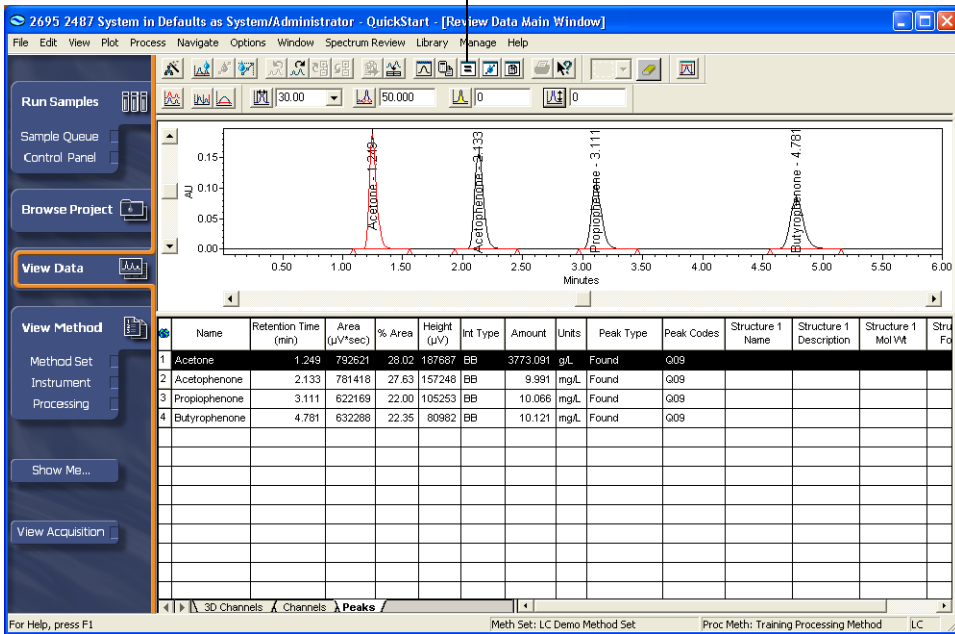 2695 2487 System in Defaults as System/Administrator - QuickStart - [Review Data Main Window]
File Edit View Plot Process Navigate Options Window Spectrum Review Library Manage Help
30.00 50.000 0 0
Run Samples
Sample Queue
Control Panel
Browse Project
View Data
View Method
Method Set
Instrument
Processing
Show Me...
View Acquisition
AU
0.15
0.10
0.05
0.00
Acetone - 1.249
Acetophenone - 2.133
Propiophenone - 3.111
Butyrophenone - 4.781
0.50 1.00 1.50 2.00 2.50 3.00 3.50 4.00 4.50 5.00 5.50 6.00
Minutes
Name Retention Time (min) Area (µV*sec) % Area Height (µV) Int Type Amount Units Peak Type Peak Codes Structure 1 Name Structure 1 Description Structure 1 Mol Wt Stru Fo
1 Acetone 1.249 792621 28.02 187687 BB 3773.091 g/L Found Q09
2 Acetophenone 2.133 781418 27.63 157248 BB 9.991 mg/L Found Q09
3 Propiophenone 3.111 622169 22.00 105253 BB 10.066 mg/L Found Q09
4 Butyrophenone 4.781 632288 22.35 80982 BB 10.121 mg/L Found Q09
3D Channels Channels Peaks
For Help, press F1 Meth Set: LC Demo Method Set Proc Meth: Training Processing Method LC